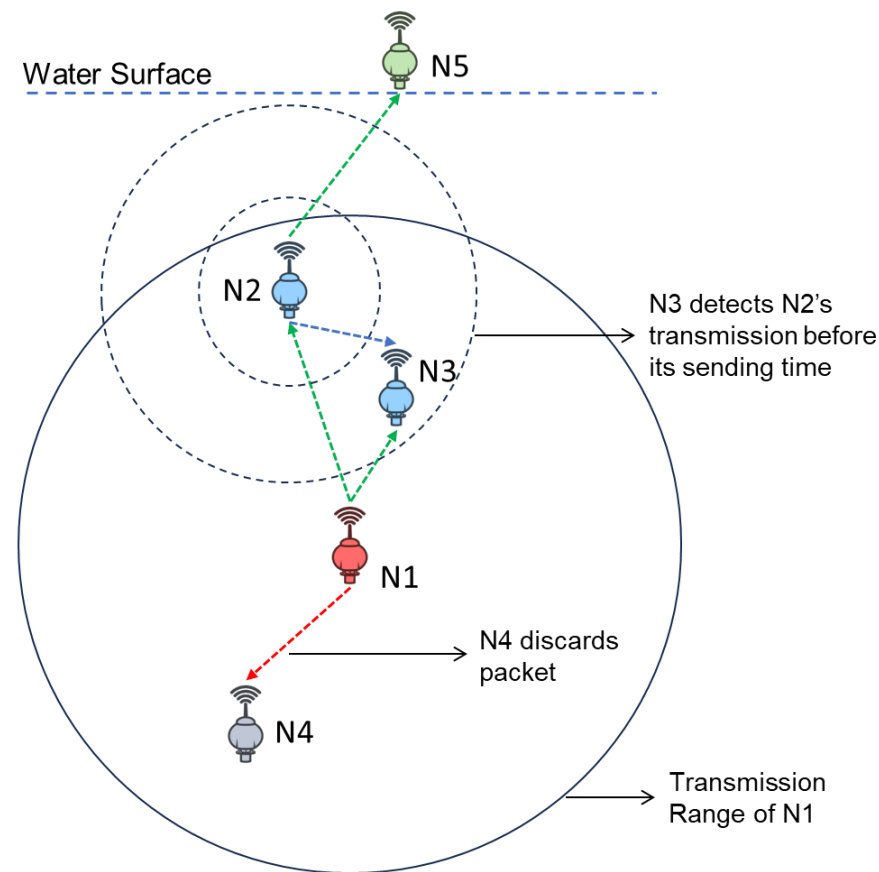 N5
Water Surface
N2
N3 detects N2's
transmission before
its sending time
N3
N1
N4 discards
packet
N4
Transmission
Range of N1